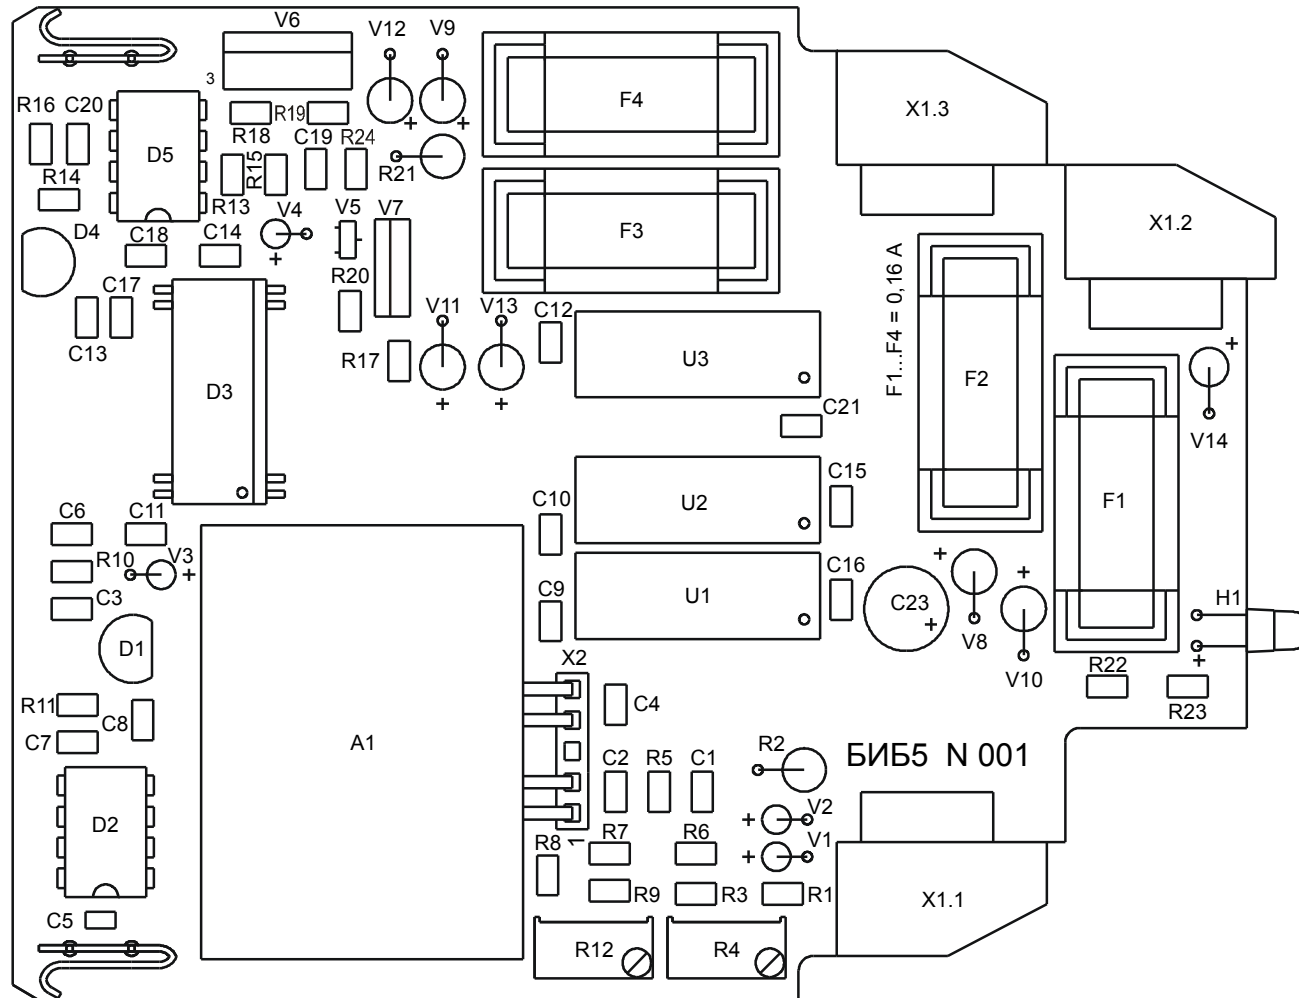 V6
V12 V9
3
R16 C20
R18 R19
C19 R24
F4
X1.3
D5
R14
R13 R15
R21
V4
V5 V7
D4
C18 C14
F3
X1.2
R20
C17
C13
V11 V13
C12
R17
D3
U3
F1...F4 = 0,16 A
F2
C21
V14
C6 C11
C10
U2
C15
F1
R10 V3
C3
C9
U1
C16
C23
V8
V10
H1
D1
X2
R22
R23
R11
C8
C7
A1
C4
R2
БИБ5 N 001
C2 R5 C1
V2
D2
1
R8
R7 R6
V1
R9 R3 R1
X1.1
C5
R12 R4
+
+
+
+
+
+
+
+
+
+
+
+
+
+